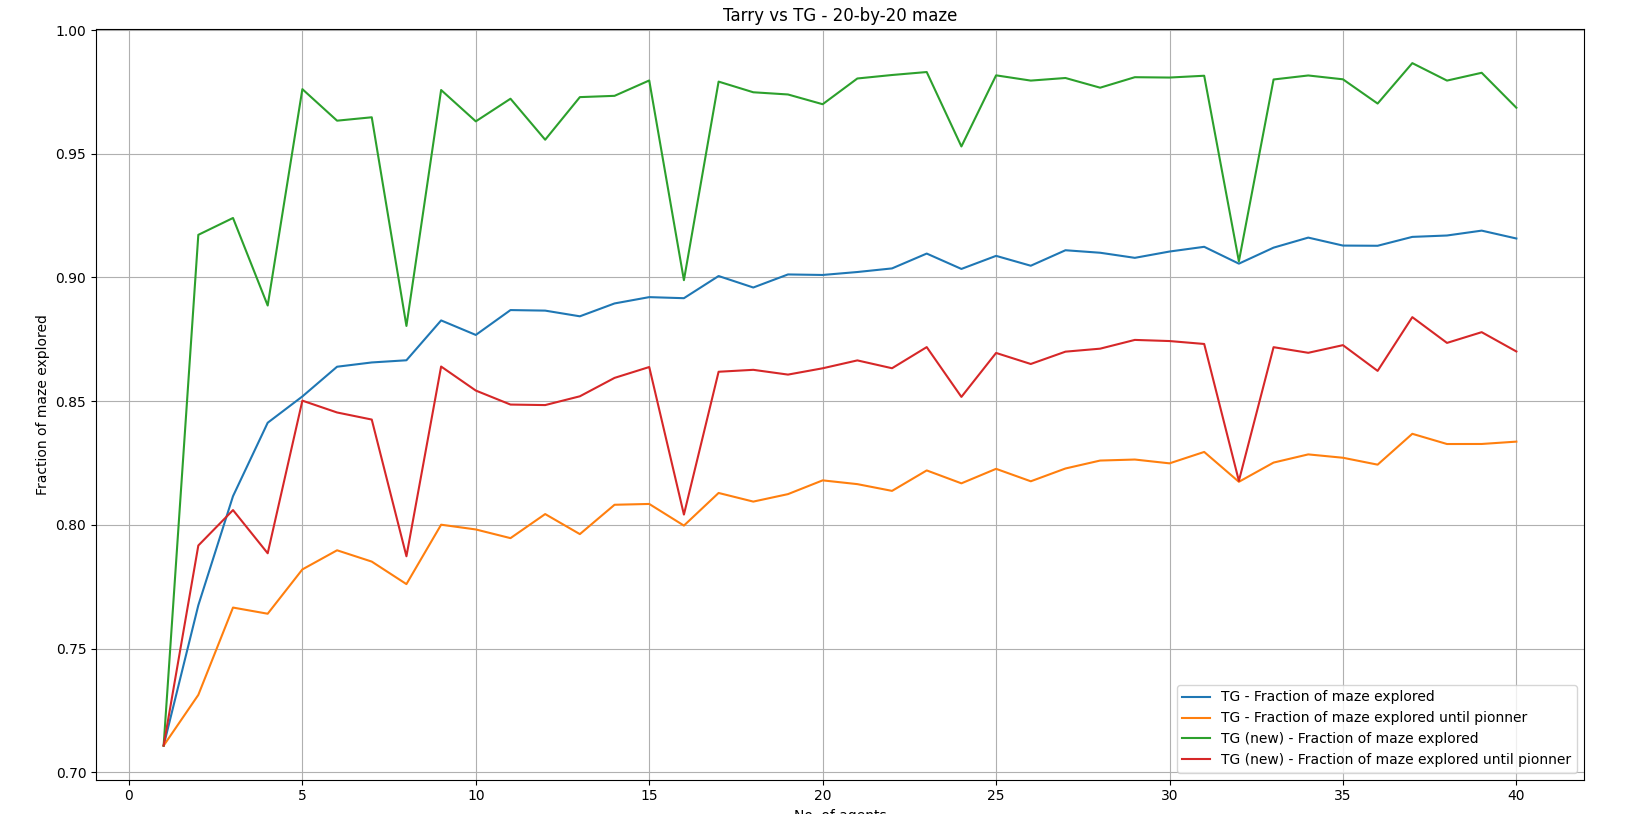 Tarry vs TG - 20-by-20 maze
1.00
0.95
0.90
0.85
0.80
0.75
0.70
Fraction of maze explored
TG - Fraction of maze explored
TG - Fraction of maze explored until pionner
TG (new) - Fraction of maze explored
TG (new) - Fraction of maze explored until pionner
0 5 10 15 20 25 30 35 40
No. of agents